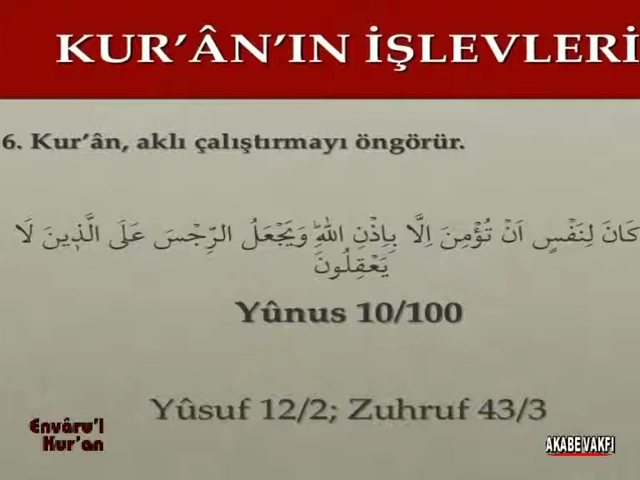 KUR’ÂN’IN İŞLEVLERİ
6. Kur’ân, aklı çalıştırmayı öngörür.
كَانَ لِنَفْسٍ اَنْ تُؤْمِنَ اِلَّا بِاِذْنِ اللّٰهِۜ وَيَجْعَلُ الرِّجْسَ عَلَى الَّذ۪ينَ لَا
يَعْقِلُونَ
Yûnus 10/100
Yûsuf 12/2; Zuhruf 43/3
Envâru’l
Kur’an
AKABE VAKFI